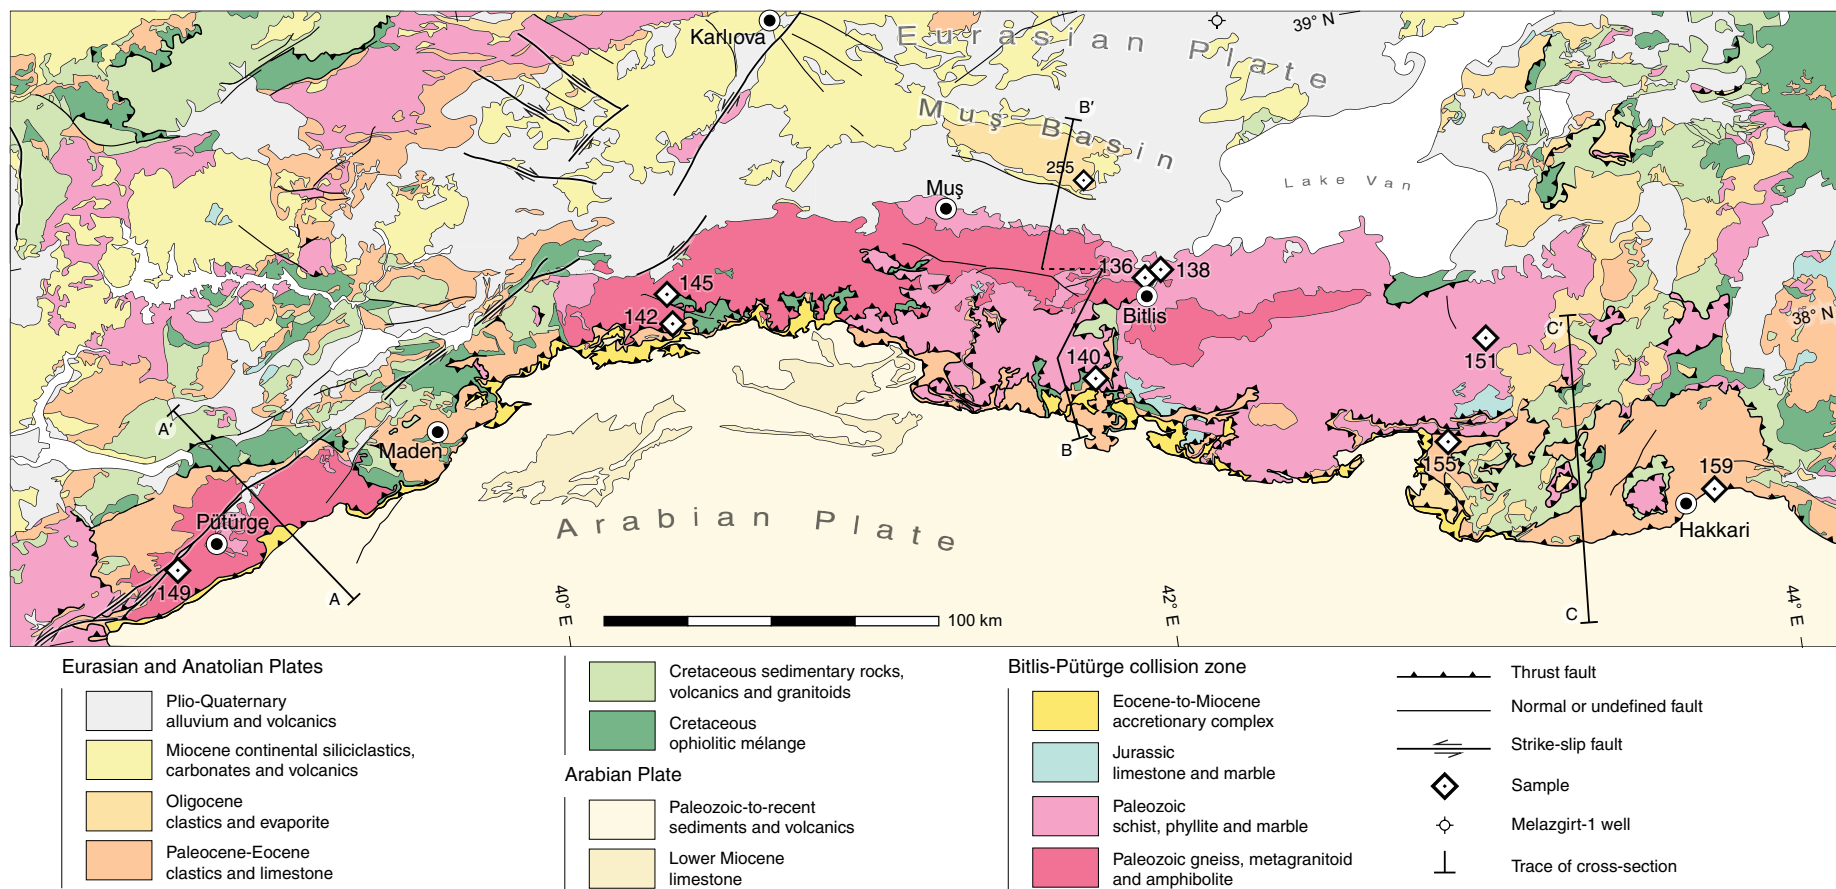 Karlıova
Eurasian Plate
39° N
Muş Basin
B′
255
Muş
Lake Van
136
138
145
142
Bitlis
C′
38° N
140
151
A′
Maden
B
155
159
Pütürge
Arabian Plate
Hakkari
149
A
40° E
42° E
44° E
C
100 km
Eurasian and Anatolian Plates
Plio-Quaternary
alluvium and volcanics
Miocene continental siliciclastics,
carbonates and volcanics
Oligocene
clastics and evaporite
Paleocene-Eocene
clastics and limestone
Cretaceous sedimentary rocks,
volcanics and granitoids
Cretaceous
ophiolitic mélange
Arabian Plate
Paleozoic-to-recent
sediments and volcanics
Lower Miocene
limestone
Bitlis-Pütürge collision zone
Eocene-to-Miocene
accretionary complex
Jurassic
limestone and marble
Paleozoic
schist, phyllite and marble
Paleozoic gneiss, metagranitoid
and amphibolite
Thrust fault
Normal or undefined fault
Strike-slip fault
Sample
Melazgirt-1 well
Trace of cross-section